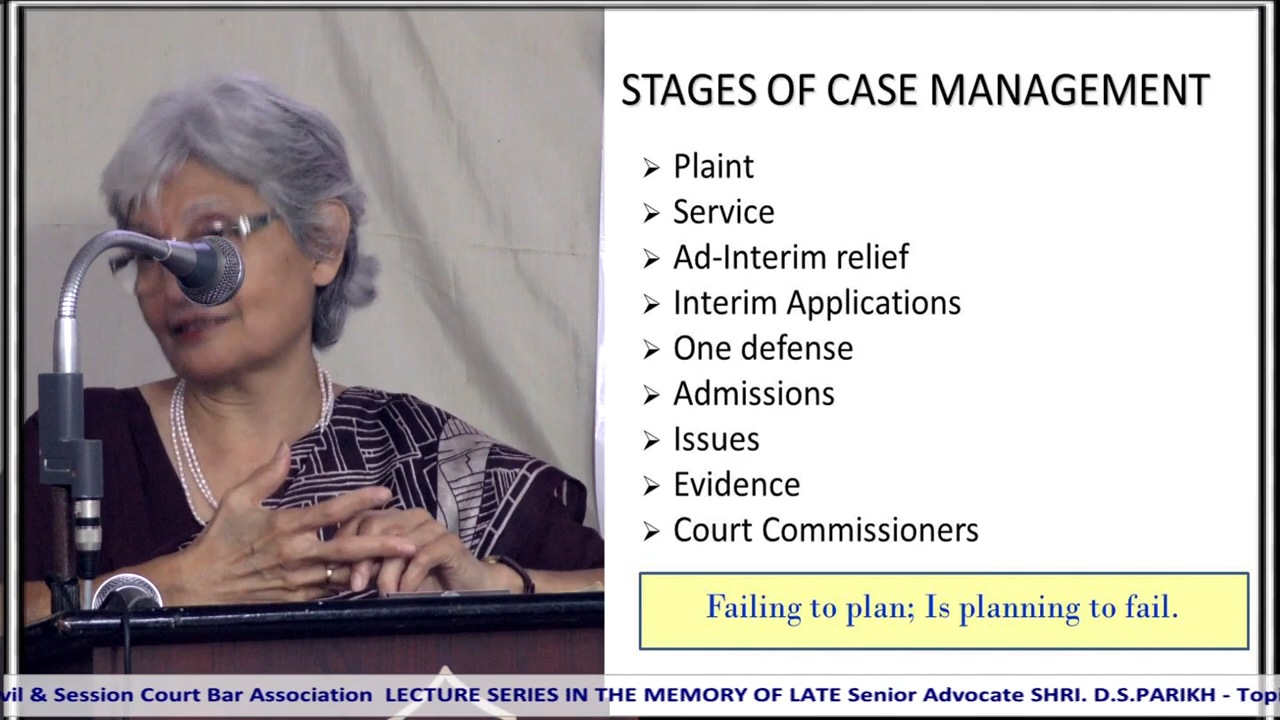 STAGES OF CASE MANAGEMENT
Plaint
Service
Ad-Interim relief
Interim Applications
One defense
Admissions
Issues
Evidence
Court Commissioners
Failing to plan; Is planning to fail.
& Session Court Bar Association LECTURE SERIES IN THE MEMORY OF LATE Senior Advocate SHRI. D.S.PARIKH -